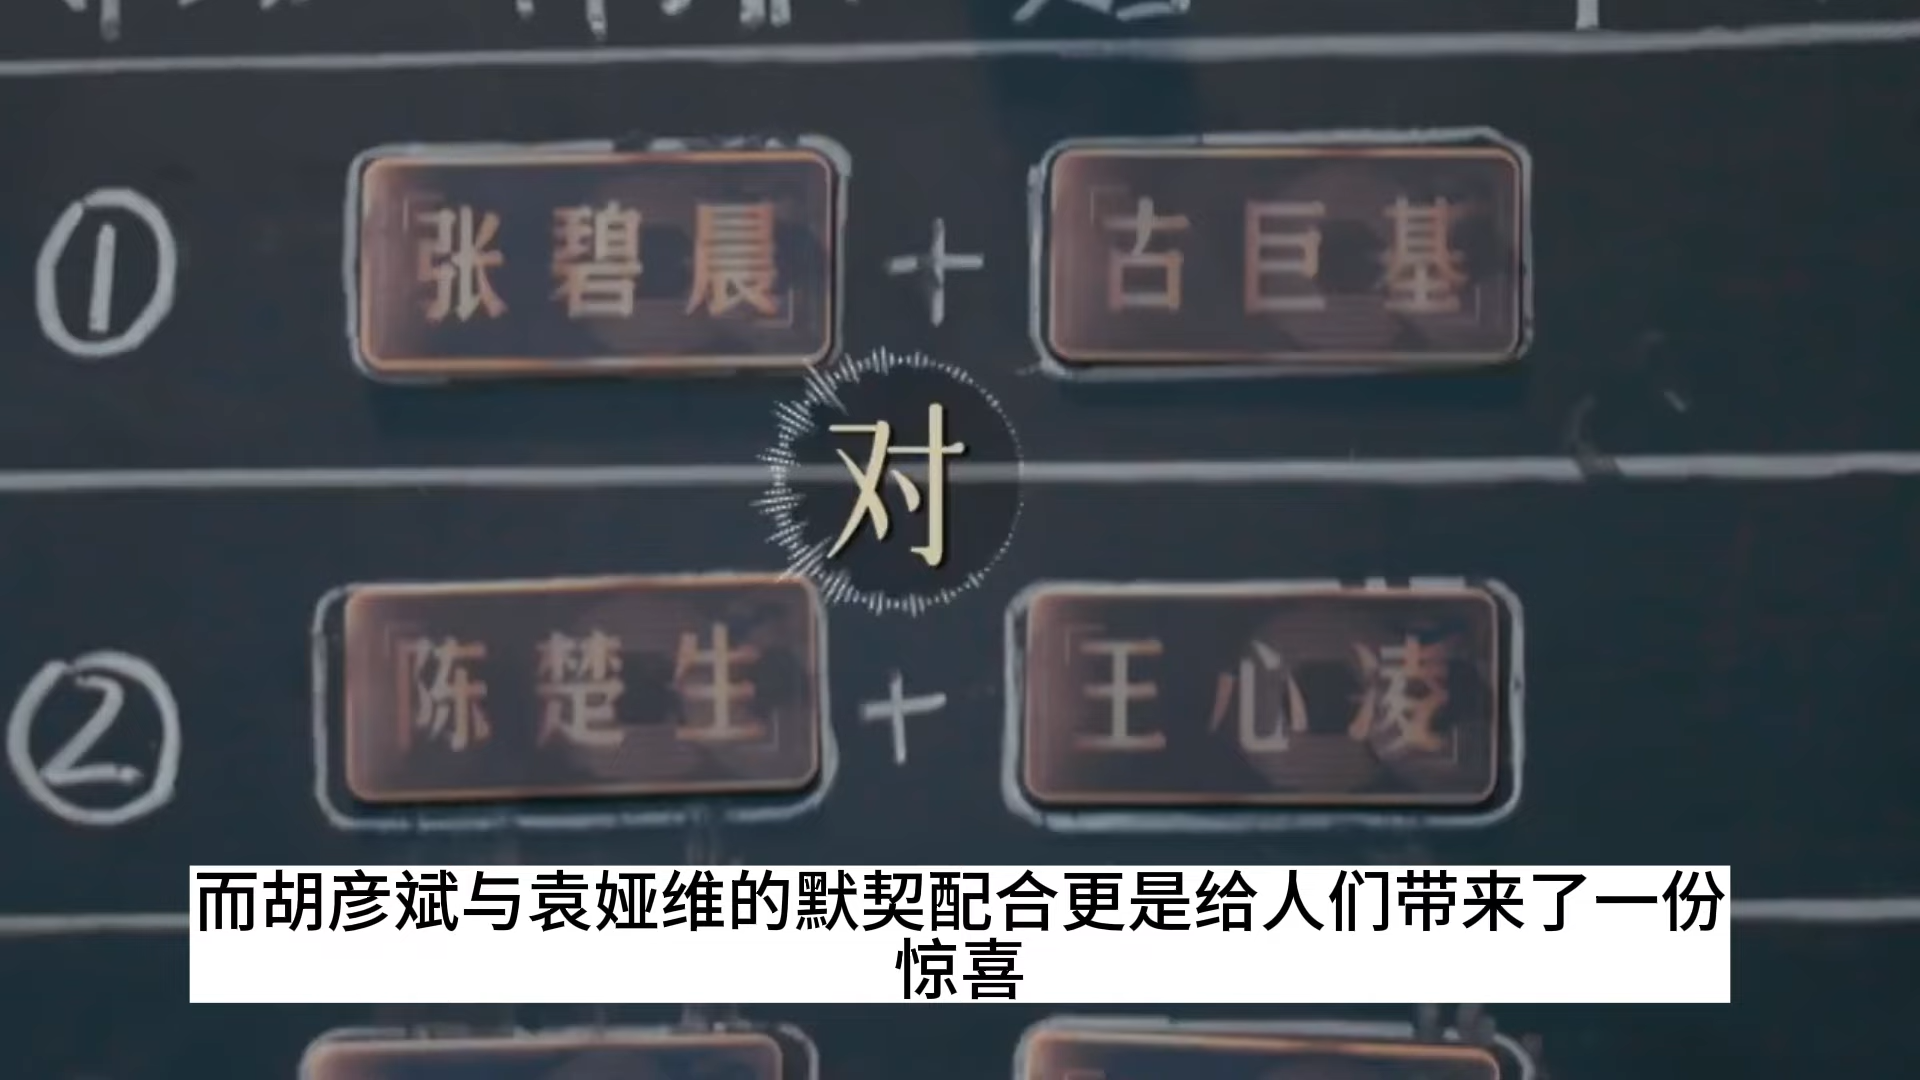 ① 张碧晨 + 古巨基
对
② 陈楚生 + 王心凌
而胡彦斌与袁娅维的默契配合更是给人们带来了一份
惊喜